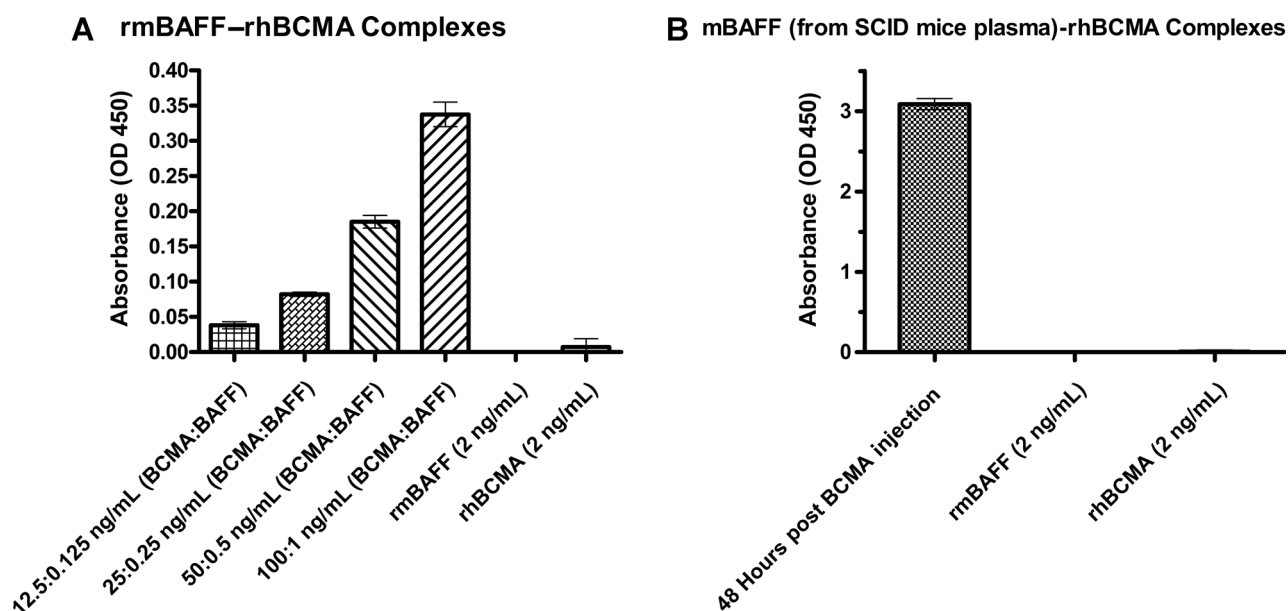 A rmBAFF–rhBCMA Complexes
Absorbance (OD 450)
0.40
0.35
0.30
0.25
0.20
0.15
0.10
0.05
0.00
12.5:0.125 ng/mL (BCMA:BAFF)
25:0.25 ng/mL (BCMA:BAFF)
50:0.5 ng/mL (BCMA:BAFF)
100:1 ng/mL (BCMA:BAFF)
rmBAFF (2 ng/mL)
rhBCMA (2 ng/mL)
B mBAFF (from SCID mice plasma)-rhBCMA Complexes
Absorbance (OD 450)
3
2
1
0
48 Hours post BCMA injection
rmBAFF (2 ng/mL)
rhBCMA (2 ng/mL)